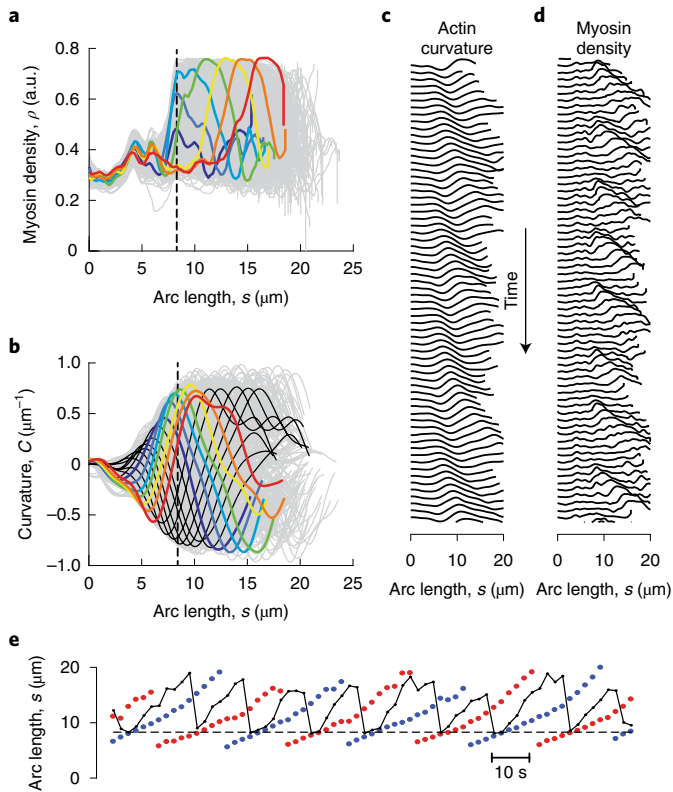 a
Myosin density, ρ (a.u.)
0.8
0.6
0.4
0.2
0
0 5 10 15 20 25
Arc length, s (μm)
b
Curvature, C (μm⁻¹)
1.0
0.5
0
–0.5
–1.0
0 5 10 15 20 25
Arc length, s (μm)
c
Actin
curvature
0 10 20
Arc length, s (μm)
Time
d
Myosin
density
0 10 20
Arc length, s (μm)
e
Arc length, s (μm)
20
10
0
10 s